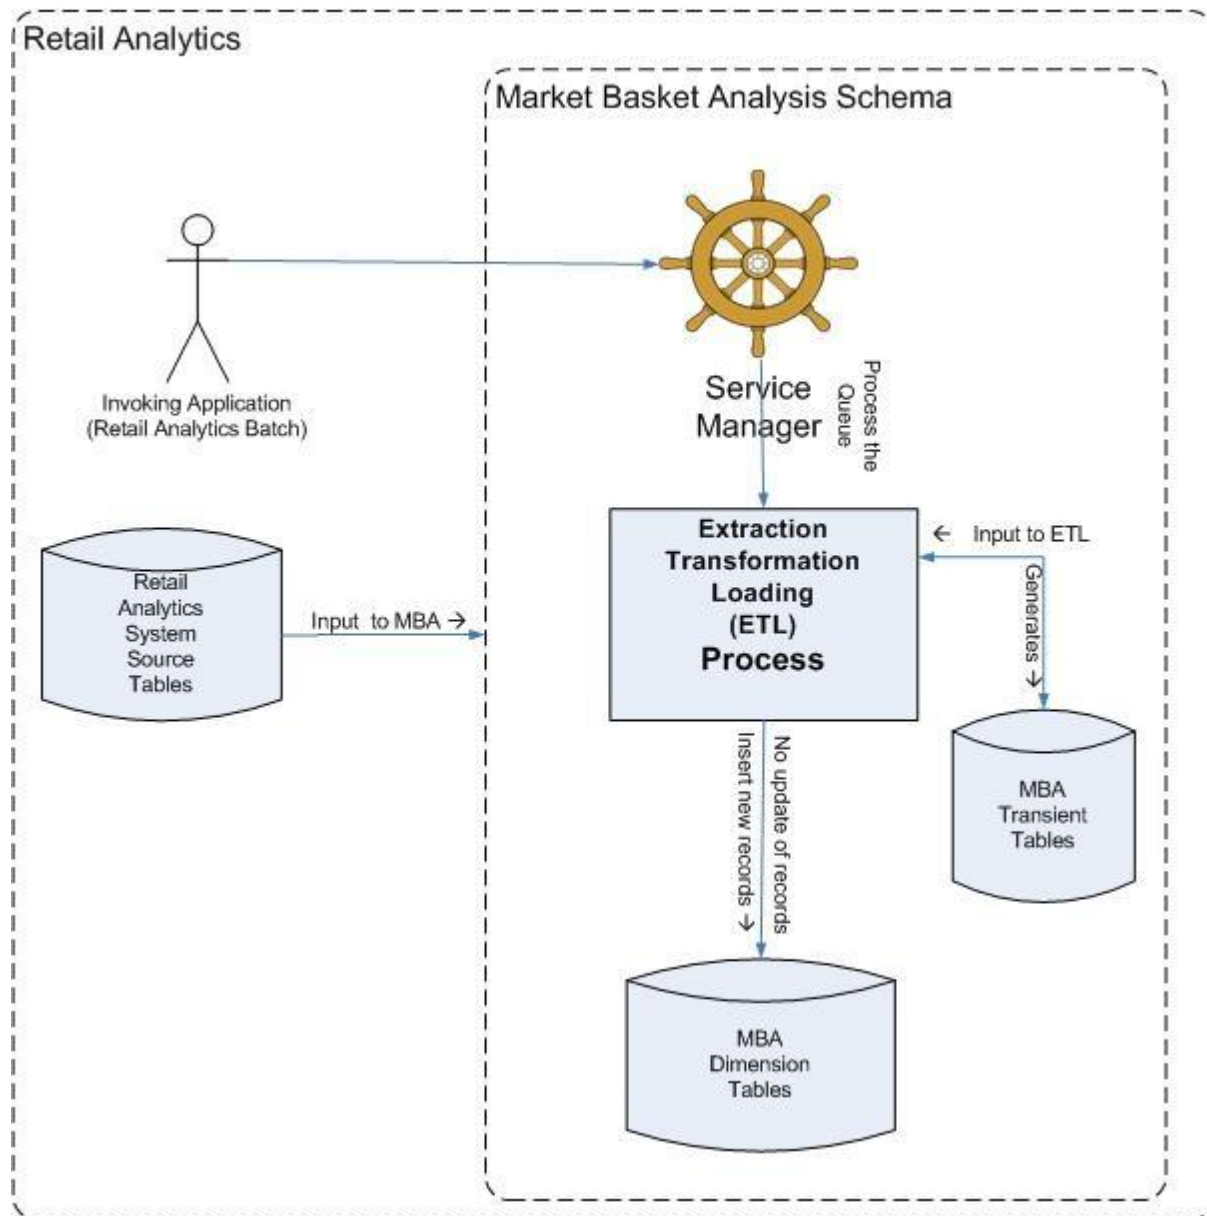 Retail Analytics
Market Basket Analysis Schema
Invoking Application
(Retail Analytics Batch)
Service
Manager
Process the
Queue
Retail
Analytics
System
Source
Tables
Input to MBA →
Extraction
Transformation
Loading
(ETL)
Process
← Input to ETL
Generates →
MBA
Transient
Tables
No update of records
Insert new records →
MBA
Dimension
Tables